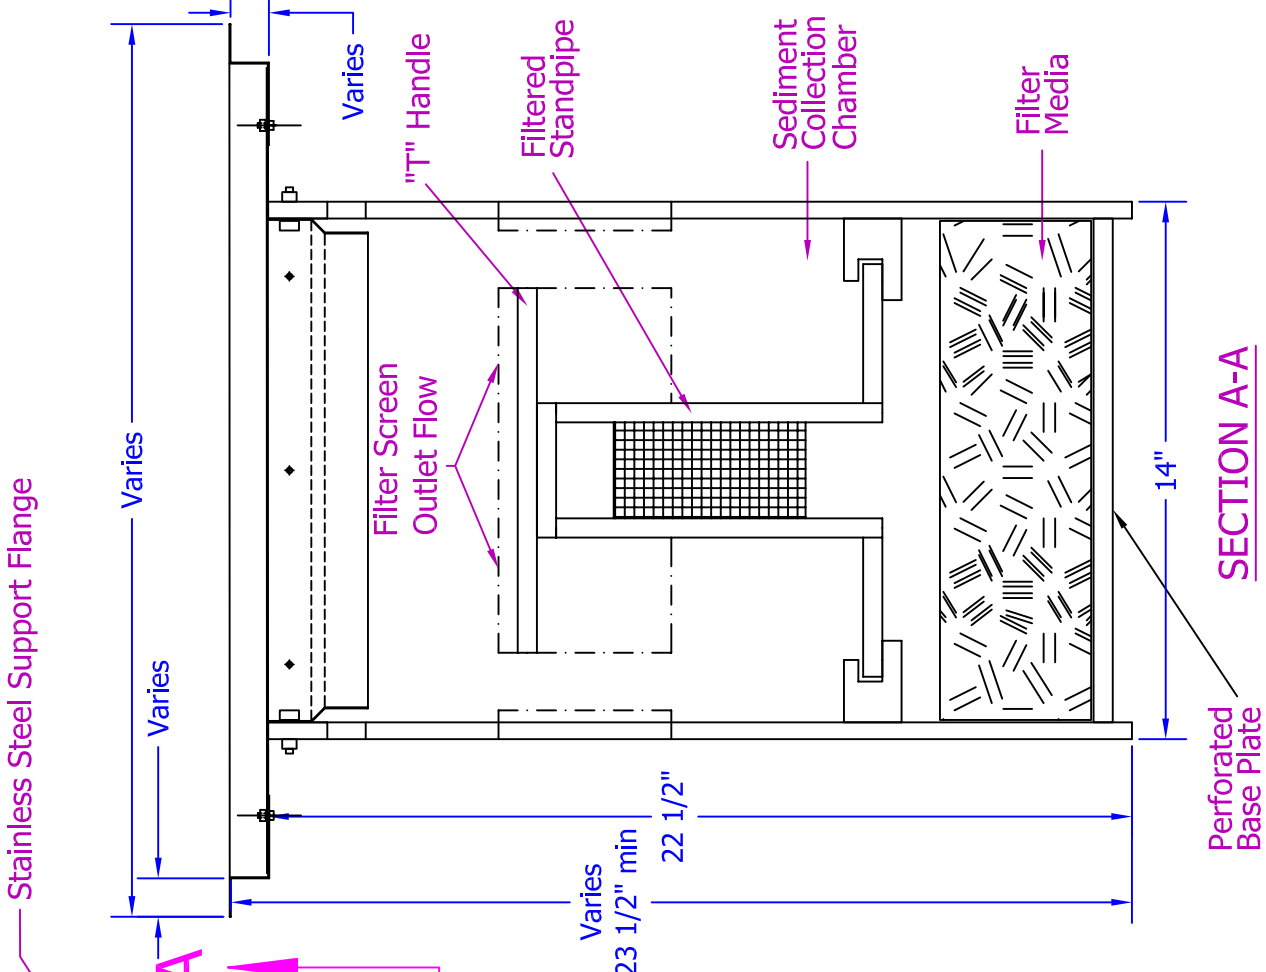 Stainless Steel Support Flange
Varies
Varies
Varies
"T" Handle
Filtered
Standpipe
Sediment
Collection
Chamber
Filter
Media
Filter Screen
Outlet Flow
14"
SECTION A-A
Perforated
Base Plate
22 1/2"
Varies
23 1/2" min
A